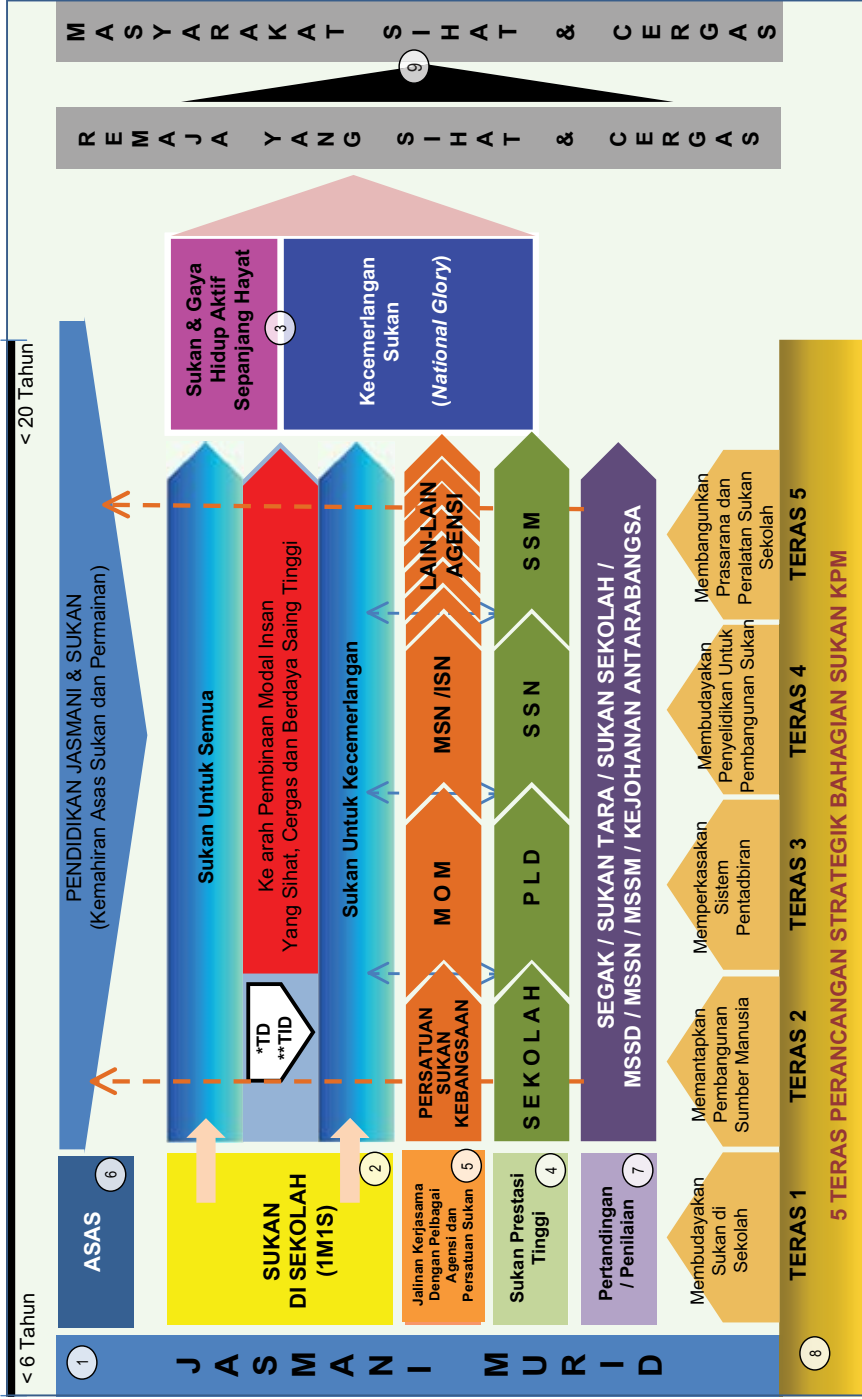 < 6 Tahun
< 20 Tahun
1
JASMANI MURID
ASAS
6
PENDIDIKAN JASMANI & SUKAN
(Kemahiran Asas Sukan dan Permainan)
SUKAN
DI SEKOLAH
(1M1S)
2
Sukan Untuk Semua
*TD
**TID
Ke arah Pembinaan Modal Insan
Yang Sihat, Cergas dan Berdaya Saing Tinggi
Sukan Untuk Kecemerlangan
Sukan & Gaya
Hidup Aktif
Sepanjang Hayat
3
Kecemerlangan
Sukan
(National Glory)
Jalinan Kerjasama
Dengan Pelbagai
Agensi dan
Persatuan Sukan
5
PERSATUAN
SUKAN
KEBANGSAAN
MOM
MSN /ISN
LAIN-LAIN
AGENSI
Sukan Prestasi
Tinggi
4
SEKOLAH
PLD
SSN
SSM
Pertandingan
/ Penilaian
7
SEGAK / SUKAN TARA / SUKAN SEKOLAH /
MSSD / MSSN / MSSM / KEJOHANAN ANTARABANGSA
Membudayakan
Sukan di
Sekolah
Memantapkan
Pembangunan
Sumber Manusia
Memperkasakan
Sistem
Pentadbiran
Membudayakan
Penyelidikan Untuk
Pembangunan Sukan
Membangunkan
Prasarana dan
Peralatan Sukan
Sekolah
TERAS 1
TERAS 2
TERAS 3
TERAS 4
TERAS 5
8
5 TERAS PERANCANGAN STRATEGIK BAHAGIAN SUKAN KPM
REMAJA YANG SIHAT & CERGAS
9
MASYARAKAT SIHAT & CERGAS